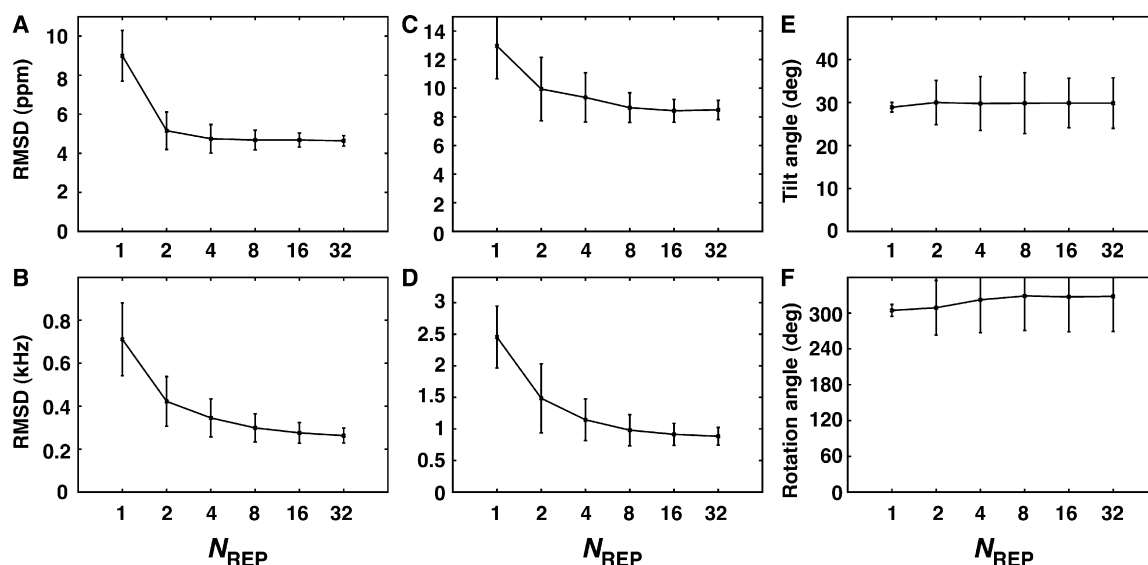 A
RMSD (ppm)
10
8
6
4
2
0
1 2 4 8 16 32
C
14
12
10
8
6
4
2
0
1 2 4 8 16 32
E
Tilt angle (deg)
40
30
20
10
0
1 2 4 8 16 32
B
RMSD (kHz)
0.8
0.6
0.4
0.2
0
1 2 4 8 16 32
N REP
D
3
2.5
2
1.5
1
0.5
0
1 2 4 8 16 32
N REP
F
Rotation angle (deg)
300
240
180
120
60
0
1 2 4 8 16 32
N REP